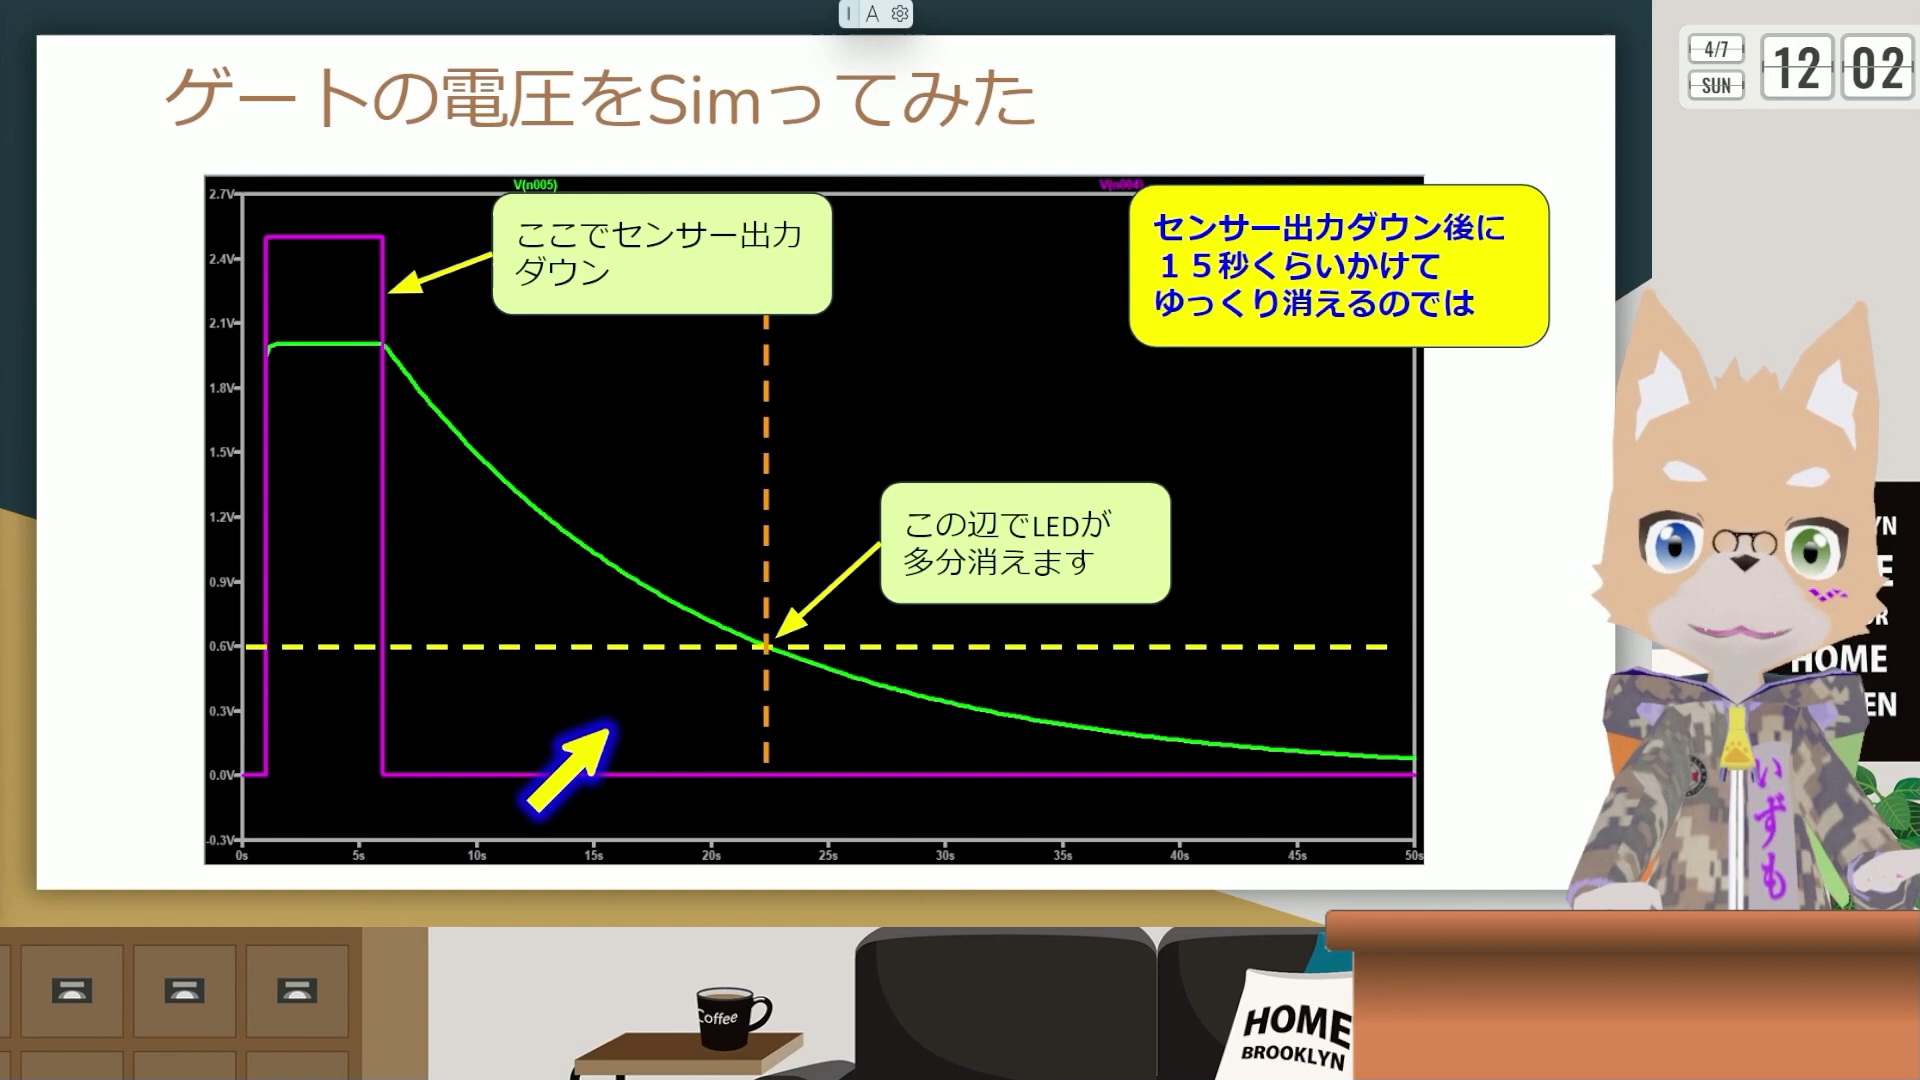 A
4/7
SUN
12 02
ゲートの電圧をSimってみた
V(n005)
V(n004)
2.7V
2.4V
2.1V
1.8V
1.5V
1.2V
0.9V
0.6V
0.3V
0.0V
-0.3V
0s
5s
10s
15s
20s
25s
30s
35s
40s
45s
50s
ここでセンサー出力
ダウン
センサー出力ダウン後に
１５秒くらいかけて
ゆっくり消えるのでは
この辺でLEDが
多分消えます
YN
E
R
HOME
EN
いずも
Coffee
HOME
BROOKLYN